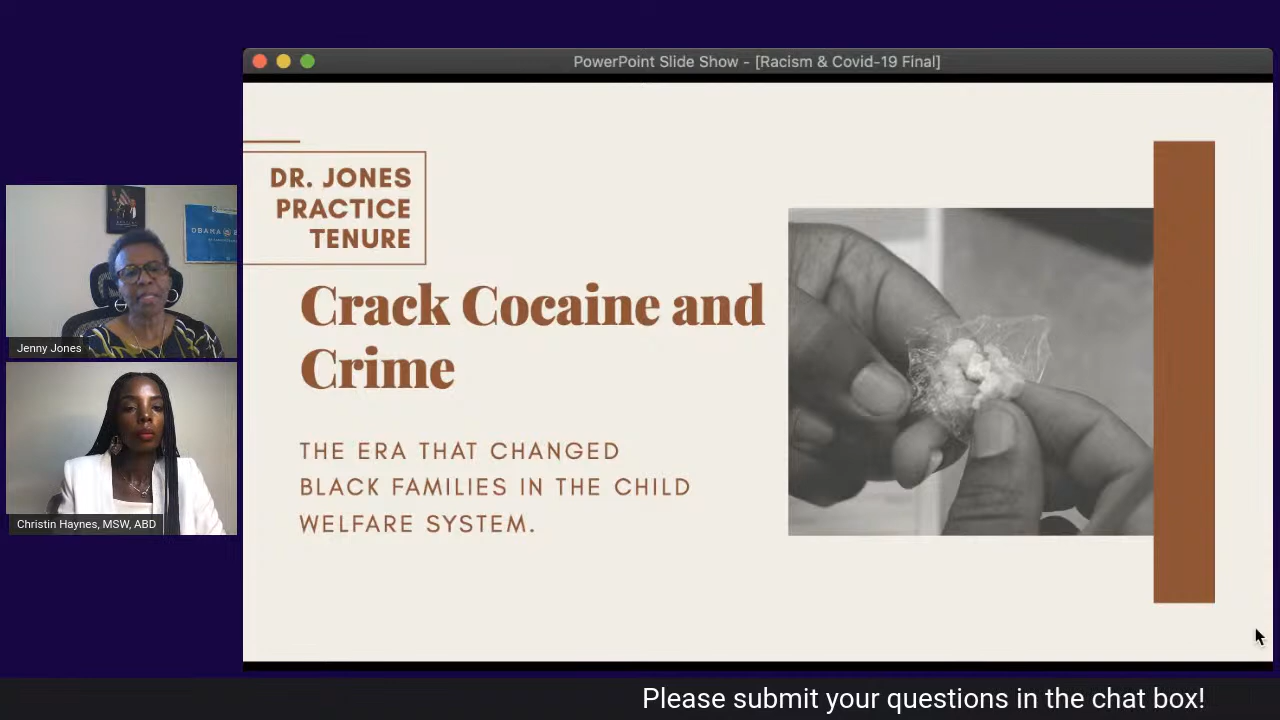 PowerPoint Slide Show - [Racism & Covid-19 Final]
DR. JONES
PRACTICE
TENURE
Crack Cocaine and
Crime
THE ERA THAT CHANGED
BLACK FAMILIES IN THE CHILD
WELFARE SYSTEM.
OBAMA
Jenny Jones
Christin Haynes, MSW, ABD
Please submit your questions in the chat box!